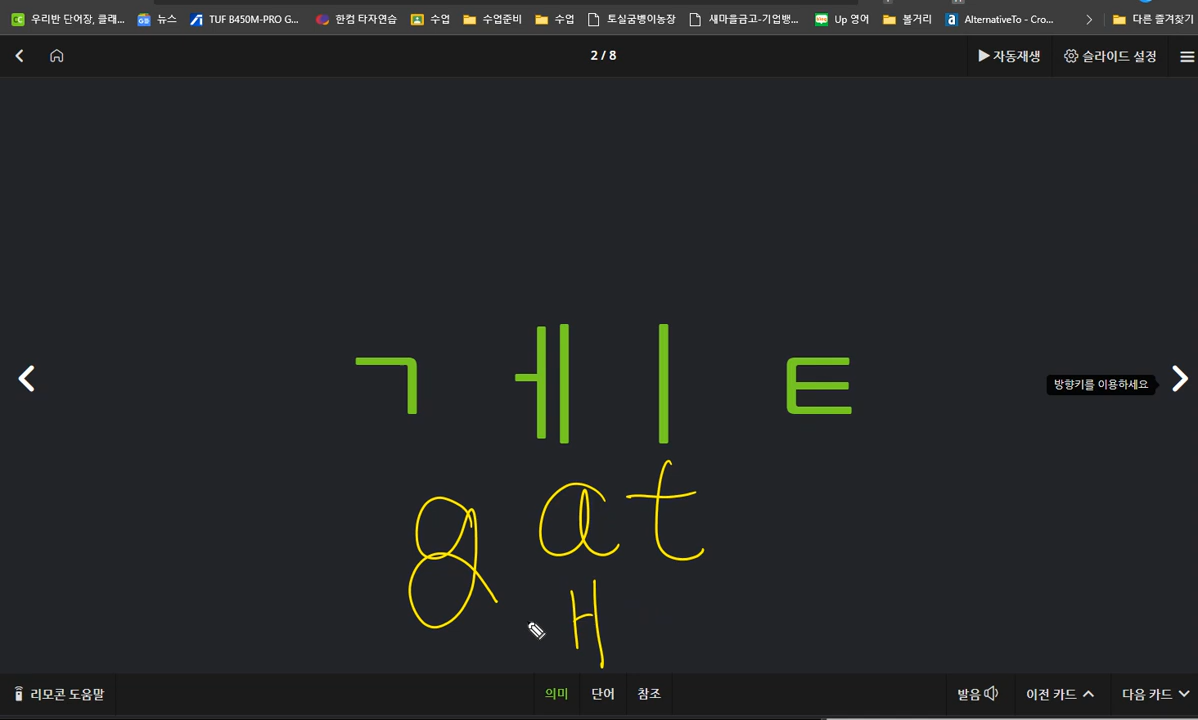 우리반 단어장, 클래... 뉴스 TUF B450M-PRO G... 한컴 타자연습 수업 수업준비 수업 토실굼벵이농장 새마을금고-기업뱅... Up 영어 볼거리 AlternativeTo - Cro... 다른 즐겨찾기
2 / 8 자동재생 슬라이드 설정
ㄱ ㅔ ㅣ ㅌ
방향키를 이용하세요
g a t
ㅐ
리모콘 도움말 의미 단어 참조 발음 이전 카드 다음 카드